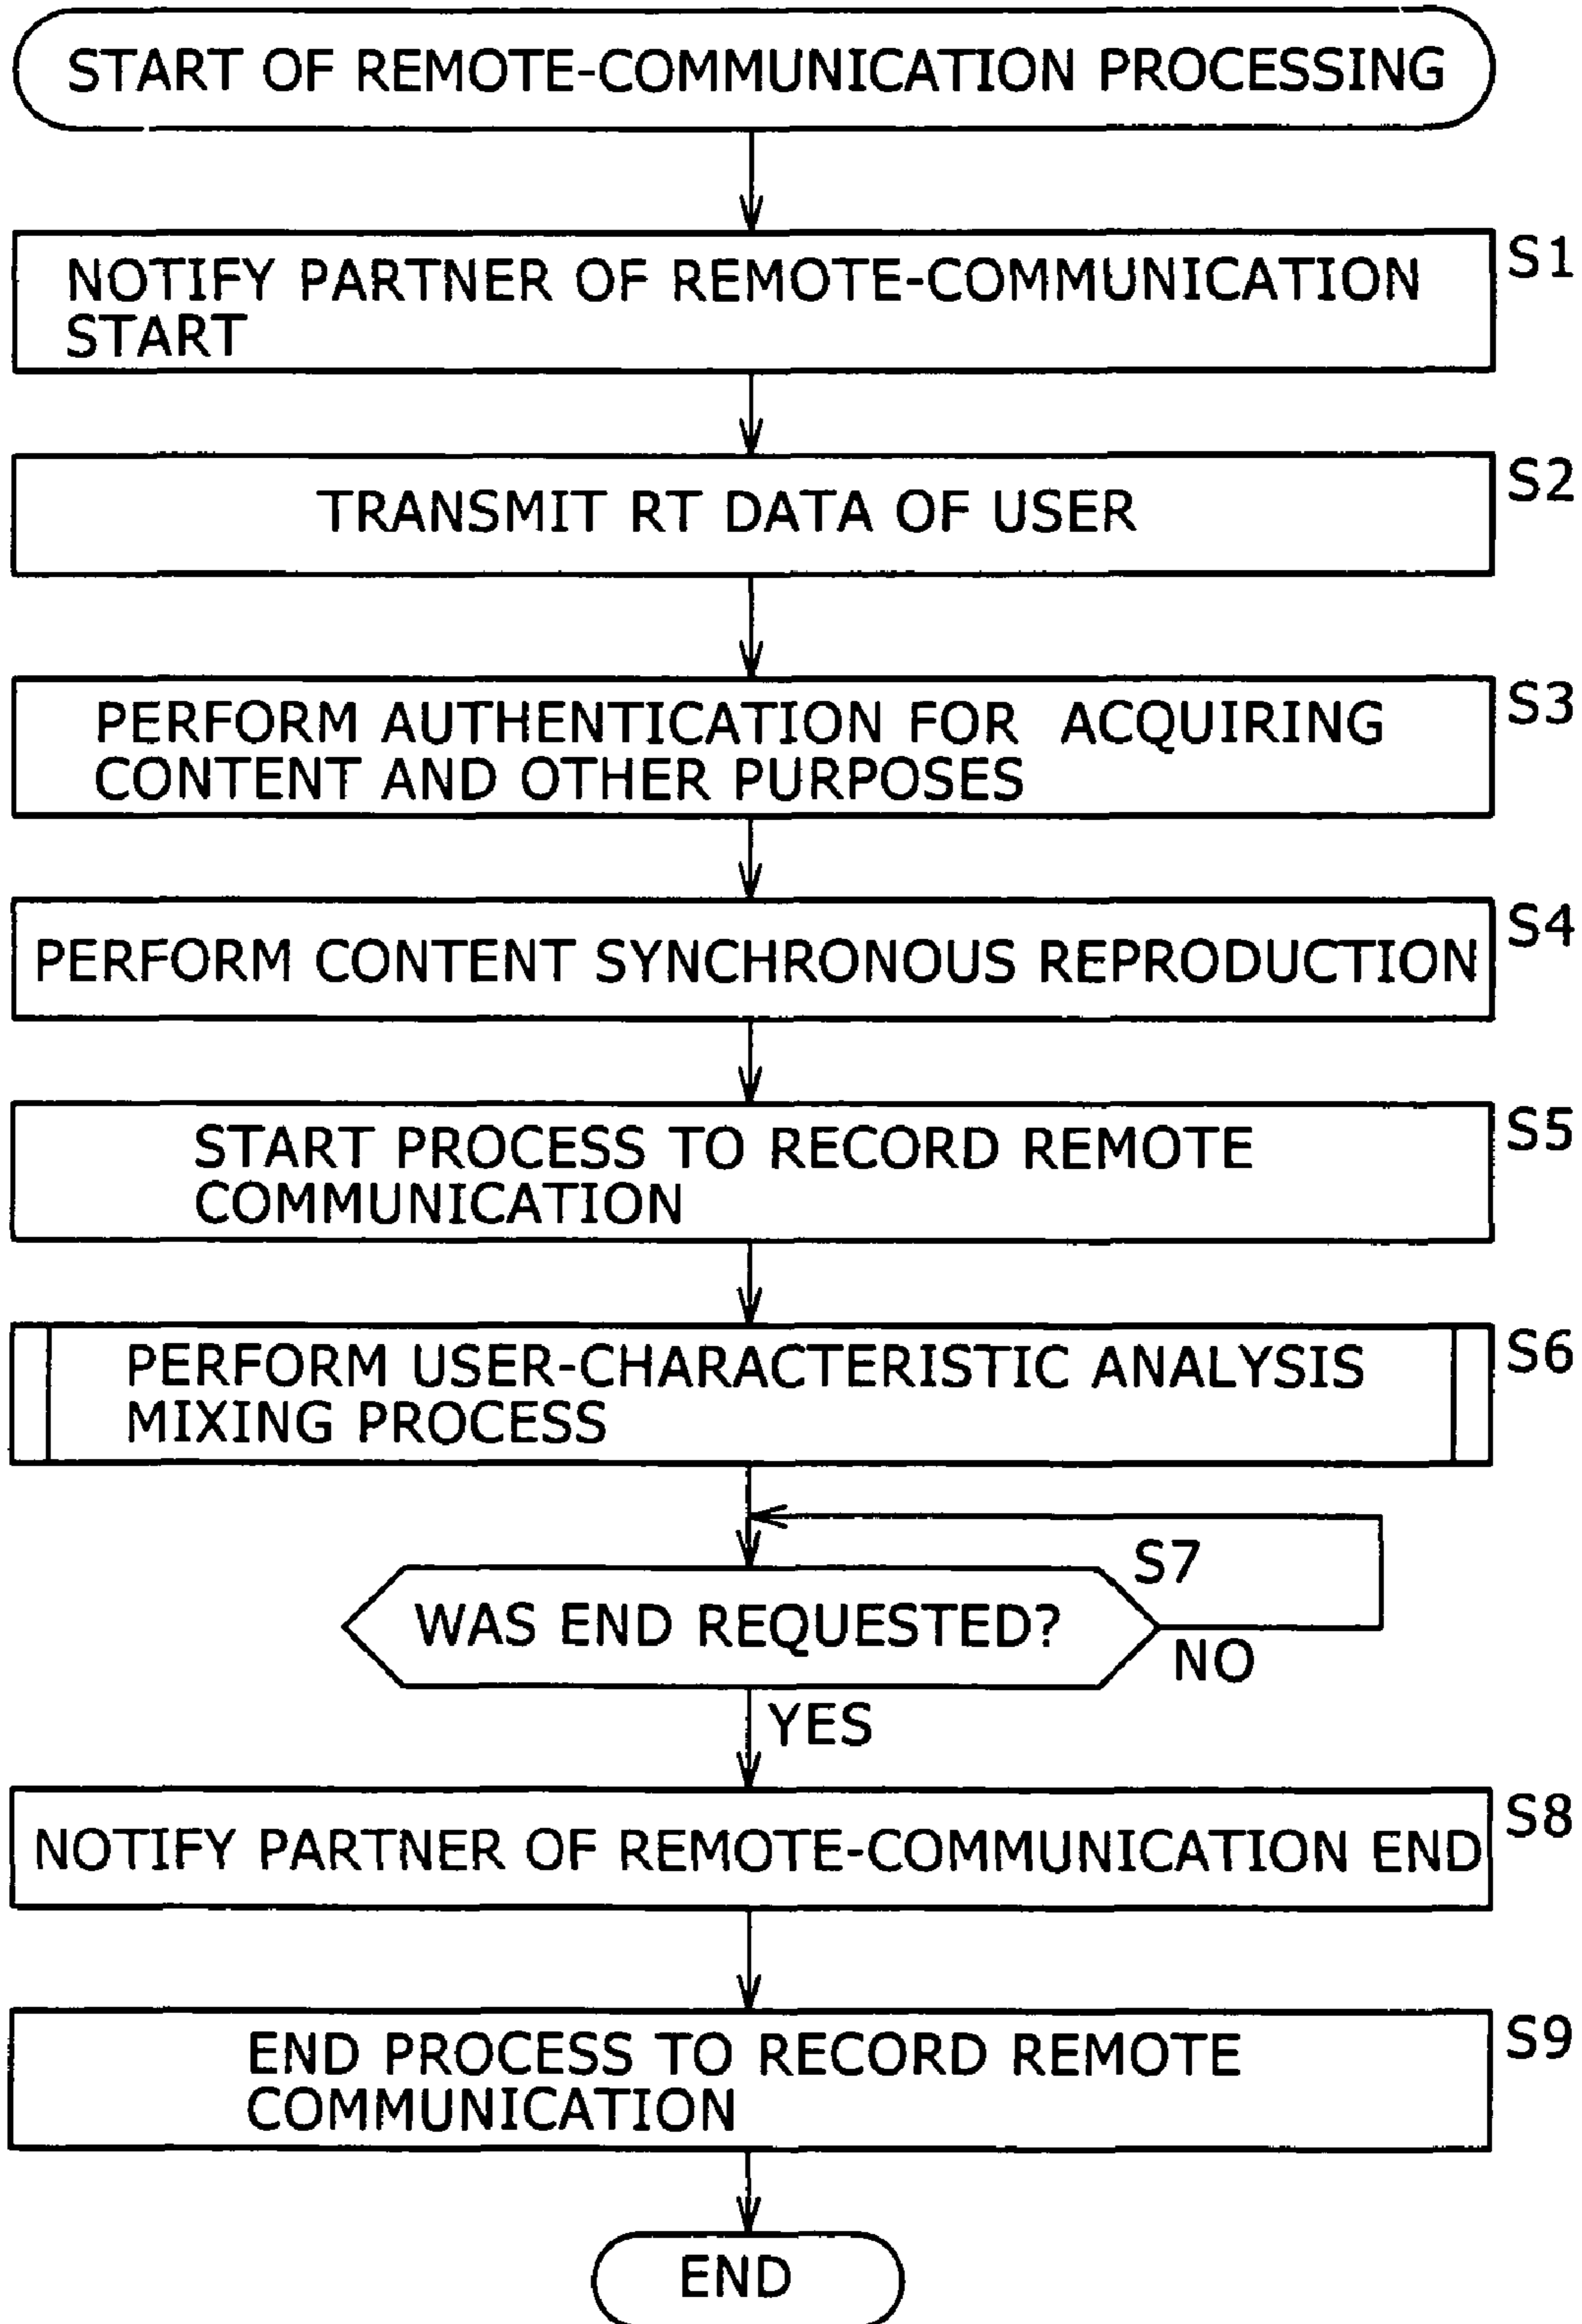 START OF REMOTE-COMMUNICATION PROCESSING
S1
NOTIFY PARTNER OF REMOTE-COMMUNICATION
START
S2
TRANSMIT RT DATA OF USER
S3
PERFORM AUTHENTICATION FOR ACQUIRING
CONTENT AND OTHER PURPOSES
S4
PERFORM CONTENT SYNCHRONOUS REPRODUCTION
S5
START PROCESS TO RECORD REMOTE
COMMUNICATION
S6
PERFORM USER-CHARACTERISTIC ANALYSIS
MIXING PROCESS
S7
WAS END REQUESTED?
NO
YES
S8
NOTIFY PARTNER OF REMOTE-COMMUNICATION END
S9
END PROCESS TO RECORD REMOTE
COMMUNICATION
END